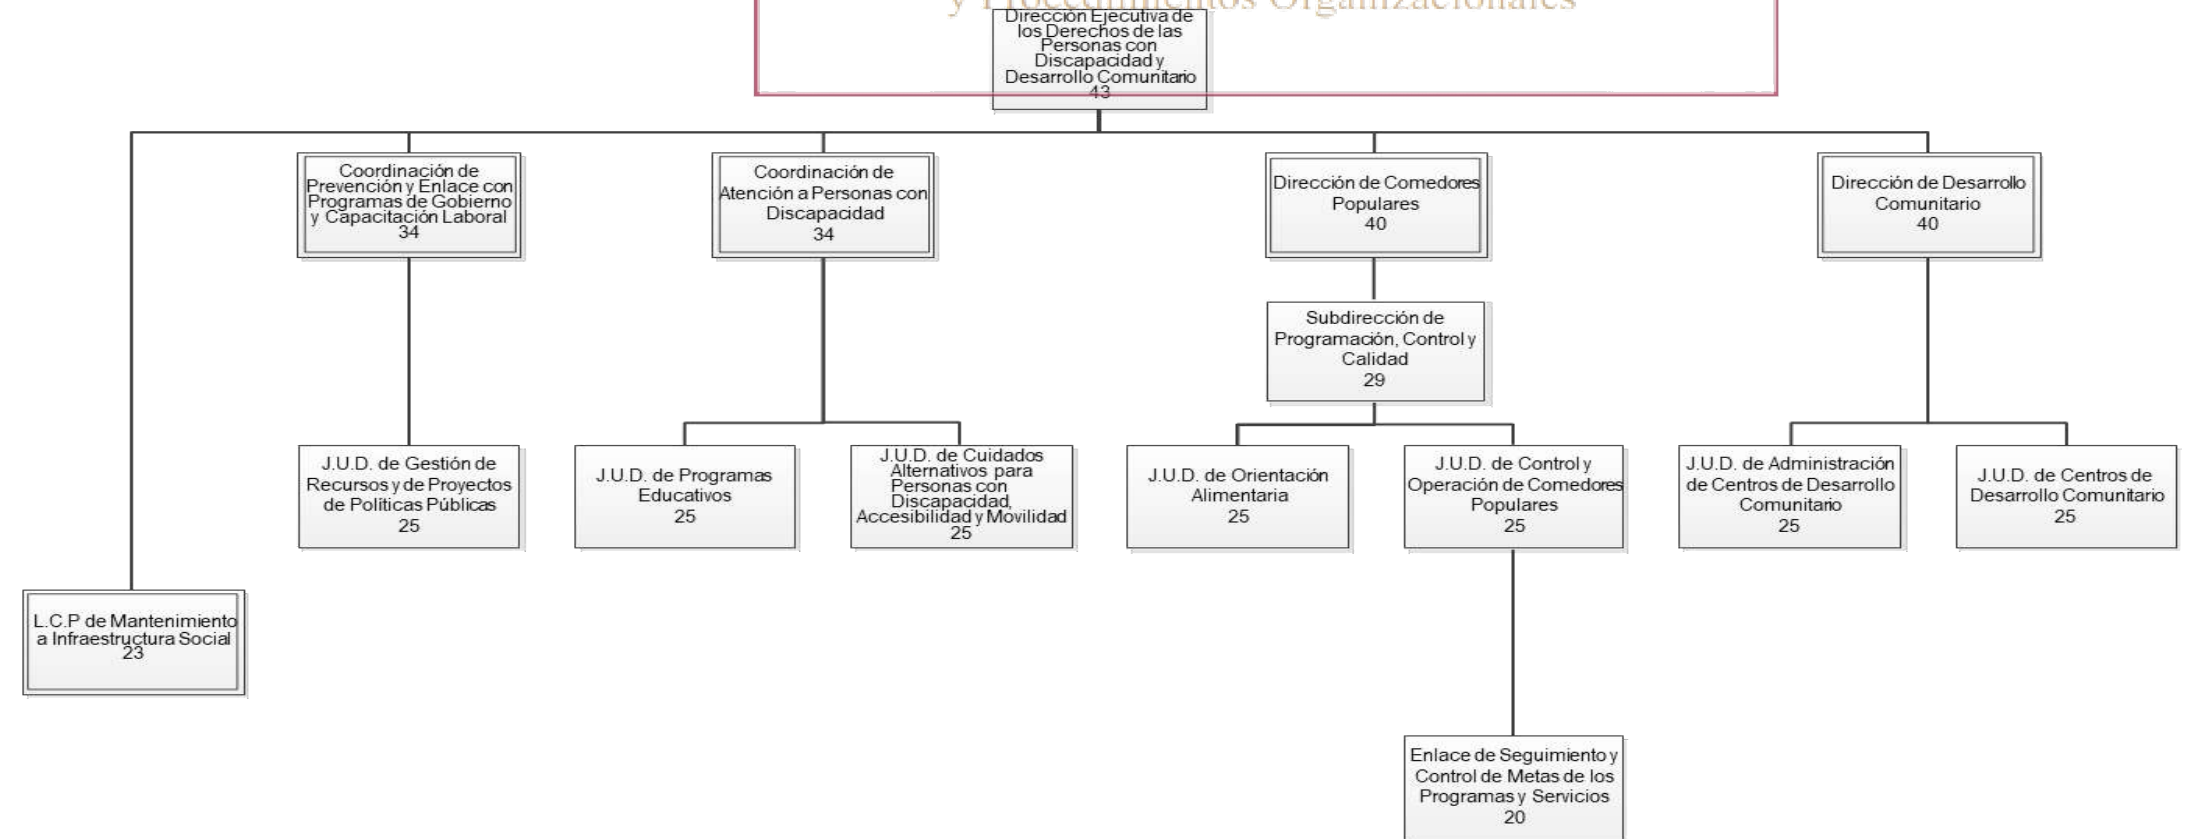 y Procedimientos Organizacionales
Dirección Ejecutiva de
los Derechos de las
Personas con
Discapacidad y
Desarrollo Comunitario
43
Coordinación de
Prevención y Enlace con
Programas de Gobierno
y Capacitación Laboral
34
Coordinación de
Atención a Personas con
Discapacidad
34
Dirección de Comedores
Populares
40
Dirección de Desarrollo
Comunitario
40
Subdirección de
Programación, Control y
Calidad
29
J.U.D. de Gestión de
Recursos y de Proyectos
de Políticas Públicas
25
J.U.D. de Programas
Educativos
25
J.U.D. de Cuidados
Alternativos para
Personas con
Discapacidad,
Accesibilidad y Movilidad
25
J.U.D. de Orientación
Alimentaria
25
J.U.D. de Control y
Operación de Comedores
Populares
25
J.U.D. de Administración
de Centros de Desarrollo
Comunitario
25
J.U.D. de Centros de
Desarrollo Comunitario
25
L.C.P de Mantenimiento
a Infraestructura Social
23
Enlace de Seguimiento y
Control de Metas de los
Programas y Servicios
20